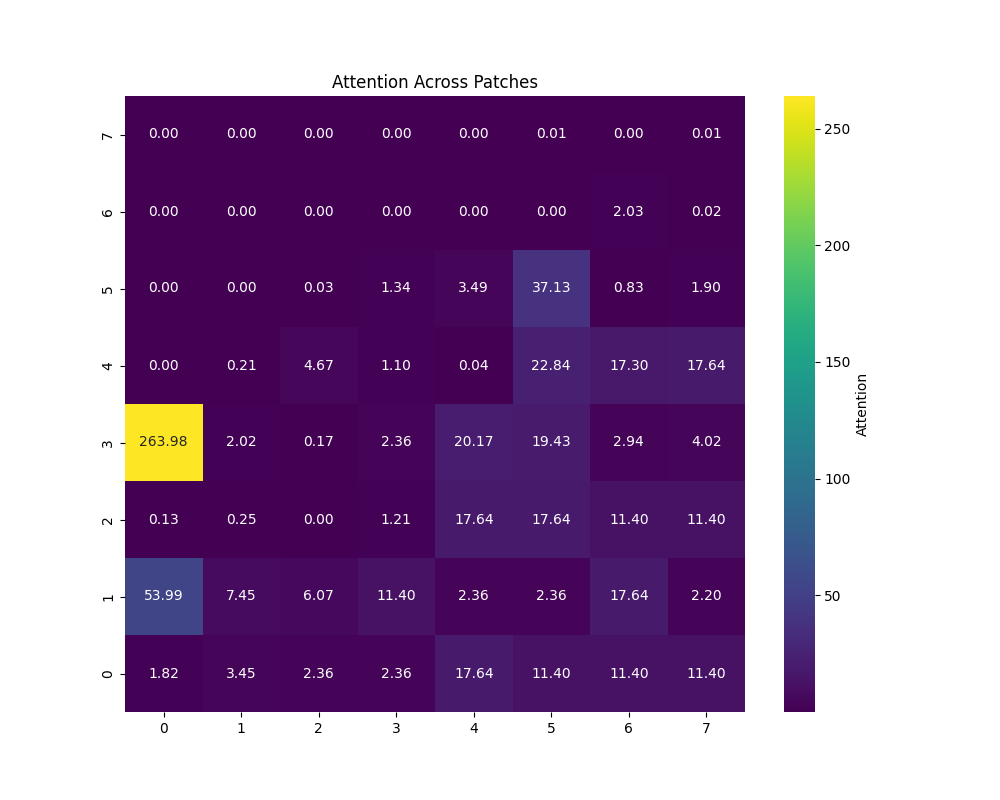 Attention Across Patches
7 0.00 0.00 0.00 0.00 0.00 0.01 0.00 0.01
6 0.00 0.00 0.00 0.00 0.00 0.00 2.03 0.02
5 0.00 0.00 0.03 1.34 3.49 37.13 0.83 1.90
4 0.00 0.21 4.67 1.10 0.04 22.84 17.30 17.64
3 263.98 2.02 0.17 2.36 20.17 19.43 2.94 4.02
2 0.13 0.25 0.00 1.21 17.64 17.64 11.40 11.40
1 53.99 7.45 6.07 11.40 2.36 2.36 17.64 2.20
0 1.82 3.45 2.36 2.36 17.64 11.40 11.40 11.40
0 1 2 3 4 5 6 7
250
200
150
100
50
Attention